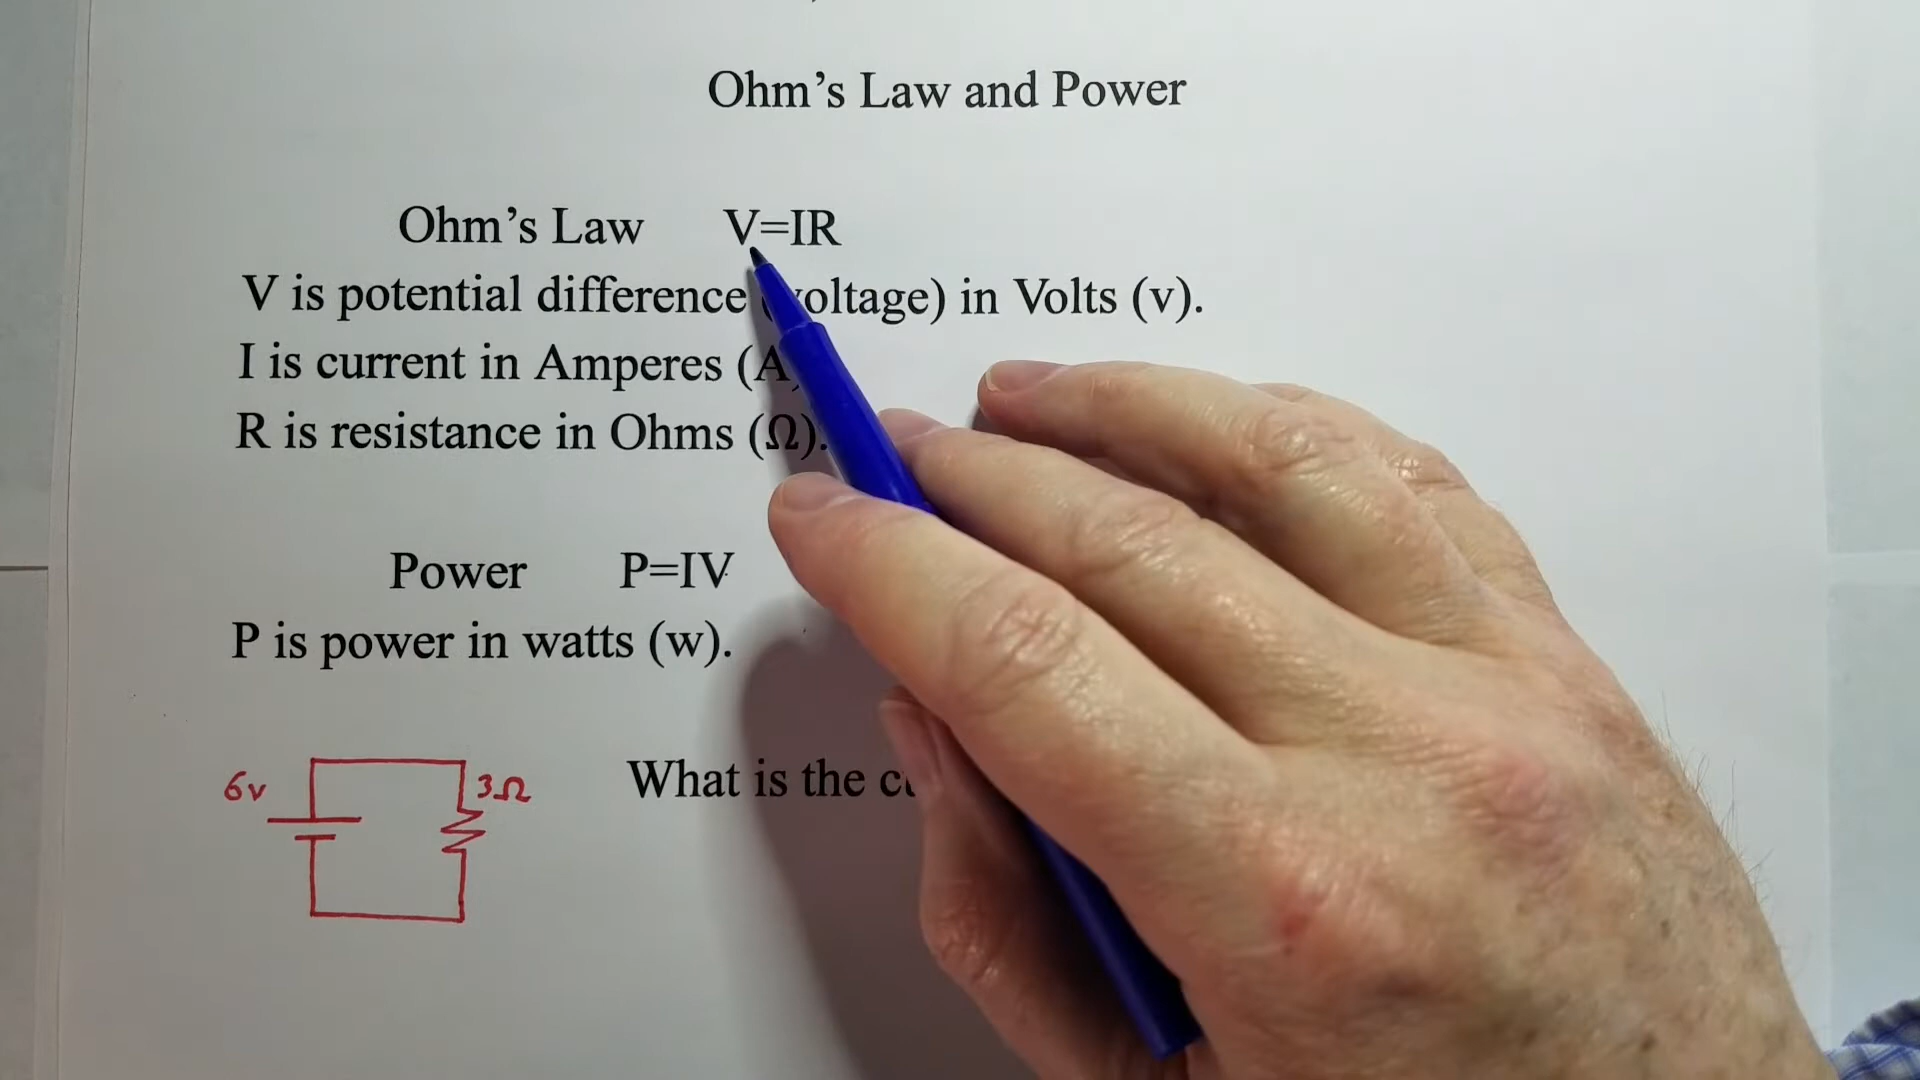 Ohm’s Law and Power
Ohm’s Law V=IR
V is potential difference voltage) in Volts (v).
I is current in Amperes (A
R is resistance in Ohms (Ω).
Power P=IV
P is power in watts (w).
6v
3Ω
What is the